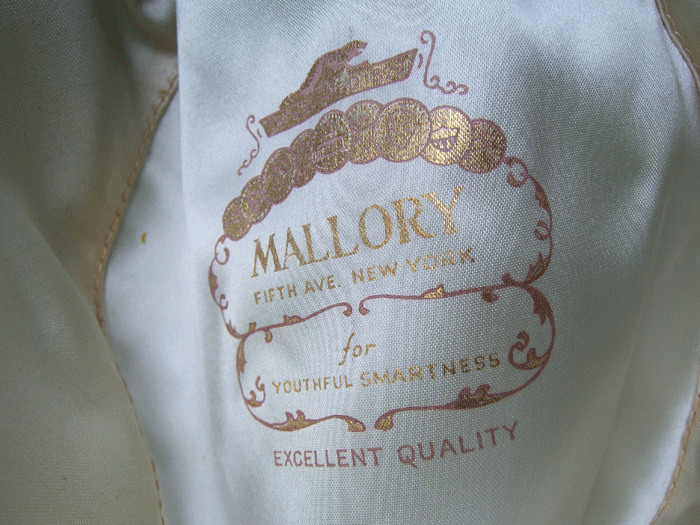 MALLORY
FIFTH AVE. NEW YORK
for
YOUTHFUL SMARTNESS
EXCELLENT QUALITY